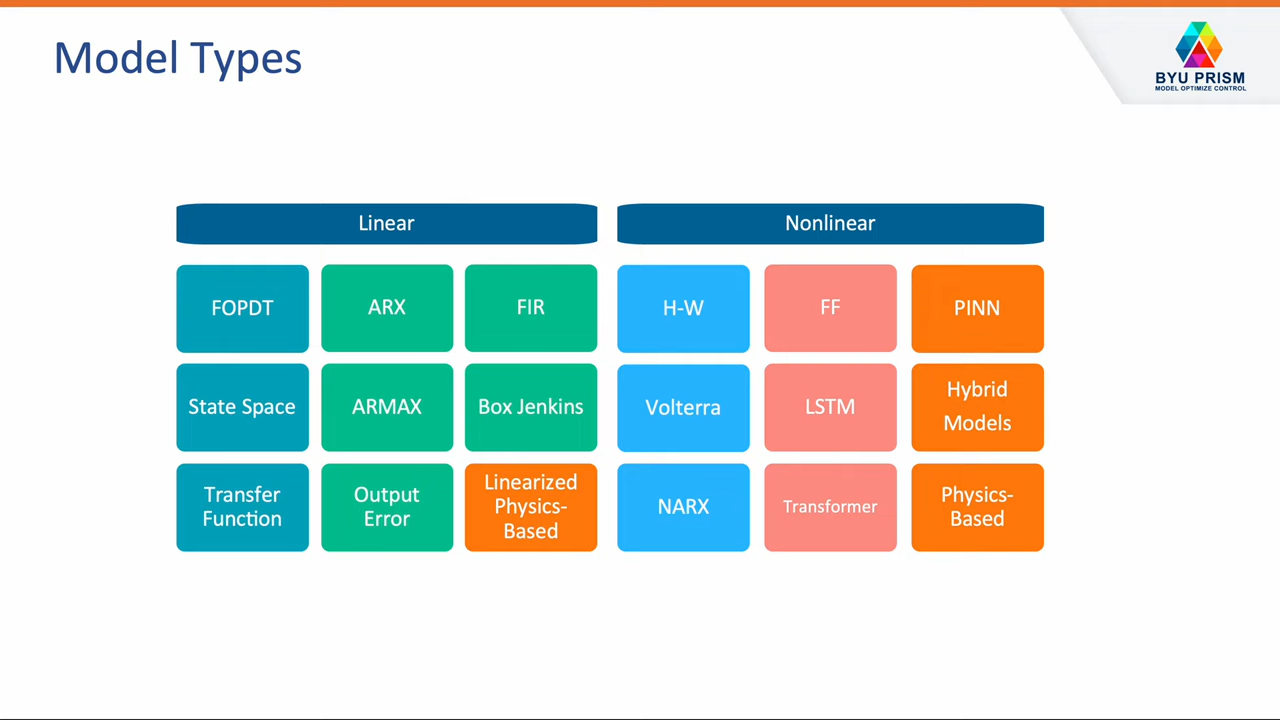 Model Types
BYU PRISM
MODEL OPTIMIZE CONTROL
Linear
Nonlinear
FOPDT
ARX
FIR
H-W
FF
PINN
State Space
ARMAX
Box Jenkins
Volterra
LSTM
Hybrid
Models
Transfer
Function
Output
Error
Linearized
Physics-
Based
NARX
Transformer
Physics-
Based